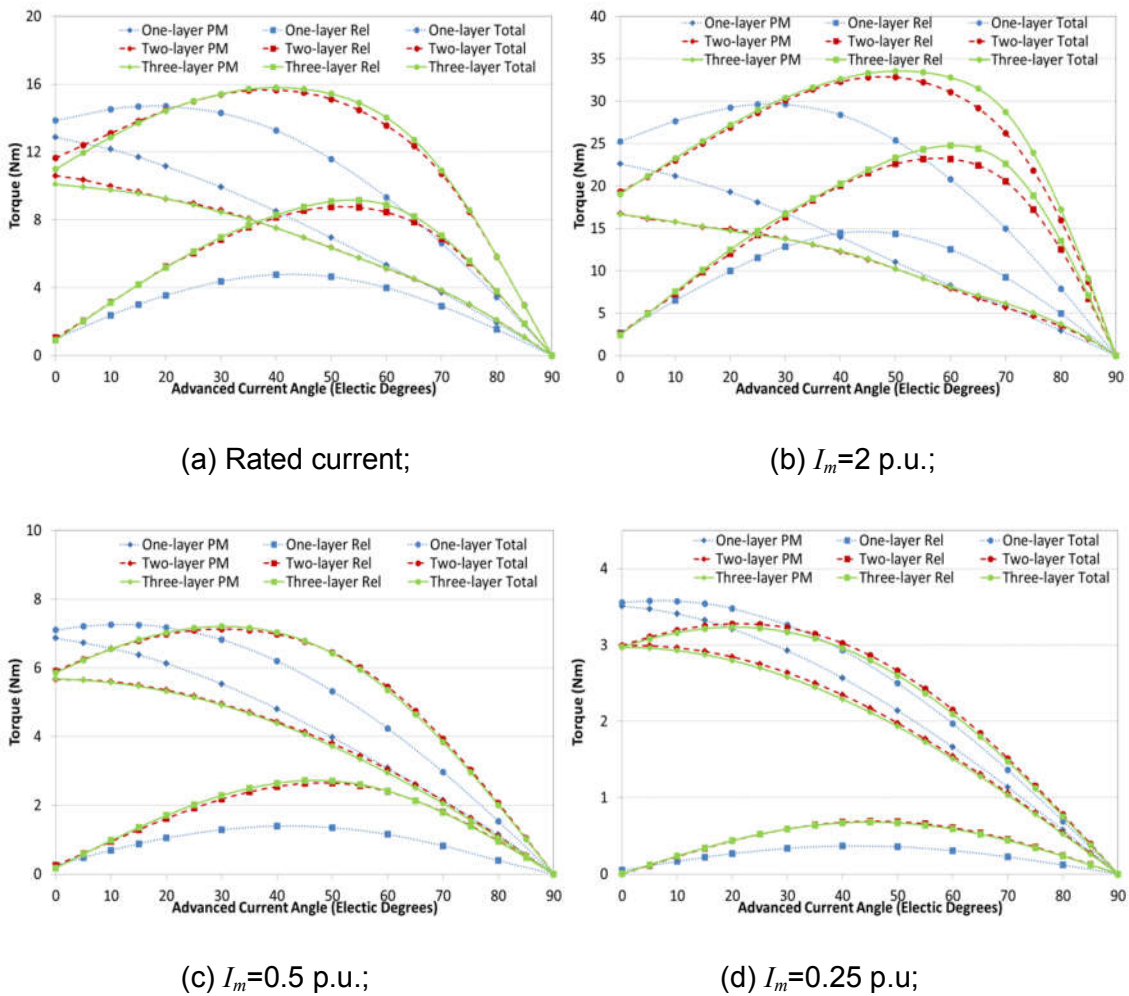 20
18
16
12
8
4
0
Torque (Nm)
One-layer PM One-layer Rel One-layer Total
Two-layer PM Two-layer Rel Two-layer Total
Three-layer PM Three-layer Rel Three-layer Total
0 10 20 30 40 50 60 70 80 90
Advanced Current Angle (Electic Degrees)
(a) Rated current;
40
35
30
25
20
15
10
5
0
Torque (Nm)
One-layer PM One-layer Rel One-layer Total
Two-layer PM Two-layer Rel Two-layer Total
Three-layer PM Three-layer Rel Three-layer Total
0 10 20 30 40 50 60 70 80 90
Advanced Current Angle (Electic Degrees)
(b) Im=2 p.u.;
10
8
6
4
2
0
Torque (Nm)
One-layer PM One-layer Rel One-layer Total
Two-layer PM Two-layer Rel Two-layer Total
Three-layer PM Three-layer Rel Three-layer Total
0 10 20 30 40 50 60 70 80 90
Advanced Current Angle (Electic Degrees)
(c) Im=0.5 p.u.;
4
3
2
1
0
Torque (Nm)
One-layer PM One-layer Rel One-layer Total
Two-layer PM Two-layer Rel Two-layer Total
Three-layer PM Three-layer Rel Three-layer Total
0 10 20 30 40 50 60 70 80 90
Advanced Current Angle (Electic Degrees)
(d) Im=0.25 p.u;